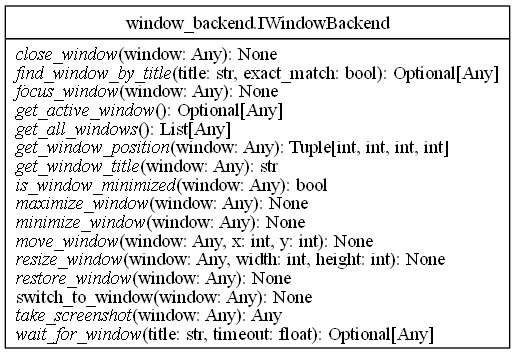 window_backend.IWindowBackend
close_window(window: Any): None
find_window_by_title(title: str, exact_match: bool): Optional[Any]
focus_window(window: Any): None
get_active_window(): Optional[Any]
get_all_windows(): List[Any]
get_window_position(window: Any): Tuple[int, int, int, int]
get_window_title(window: Any): str
is_window_minimized(window: Any): bool
maximize_window(window: Any): None
minimize_window(window: Any): None
move_window(window: Any, x: int, y: int): None
resize_window(window: Any, width: int, height: int): None
restore_window(window: Any): None
switch_to_window(window: Any): None
take_screenshot(window: Any): Any
wait_for_window(title: str, timeout: float): Optional[Any]